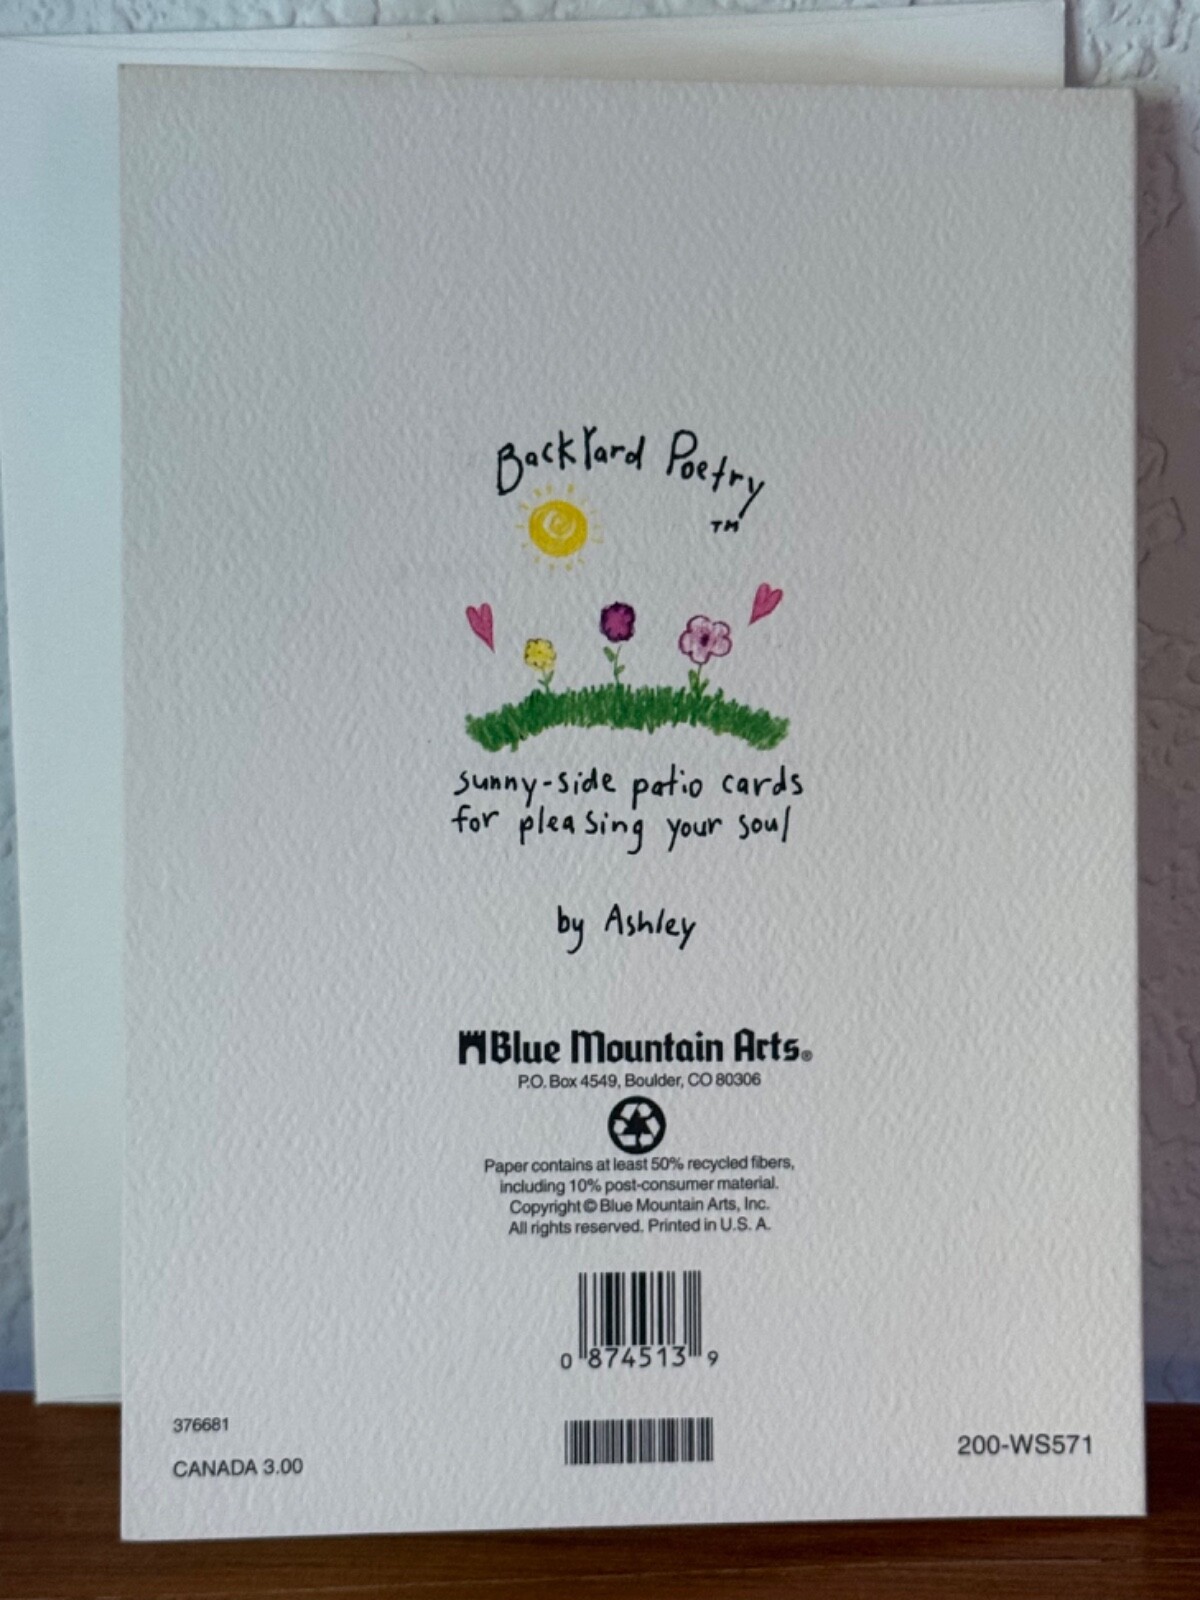 BackYard Poetry
TM
sunny-side patio cards
for pleasing your soul
by Ashley
Blue Mountain Arts®
P.O. Box 4549, Boulder, CO 80306
Paper contains at least 50% recycled fibers,
including 10% post-consumer material.
Copyright © Blue Mountain Arts, Inc.
All rights reserved. Printed in U.S.A.
0 874513 9
376681
CANADA 3.00
200-WS571